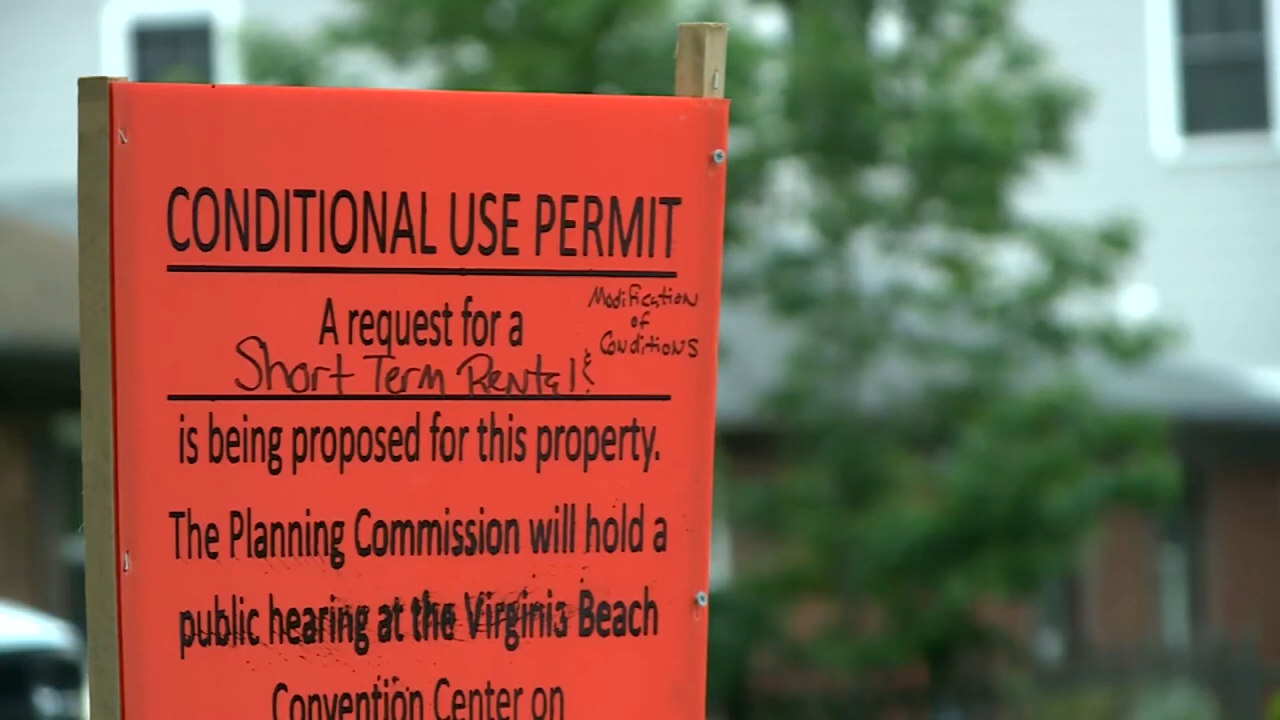 CONDITIONAL USE PERMIT
A request for a
Modification
of
Conditions
Short Term Rental &
is being proposed for this property.
The Planning Commission will hold a
public hearing at the Virginia Beach
Convention Center on